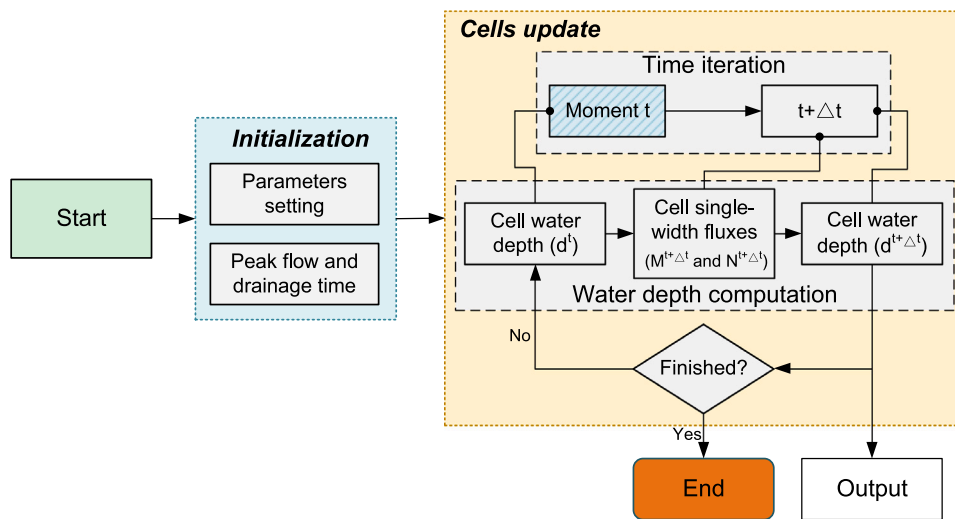 Cells update
Time iteration
Moment t
t+△t
Initialization
Parameters
setting
Peak flow and
drainage time
Start
Cell water
depth (dᵗ)
Cell single-
width fluxes
(Mᵗ⁺△ᵗ and Nᵗ⁺△ᵗ)
Cell water
depth (dᵗ⁺△ᵗ)
Water depth computation
No
Finished?
Yes
End
Output